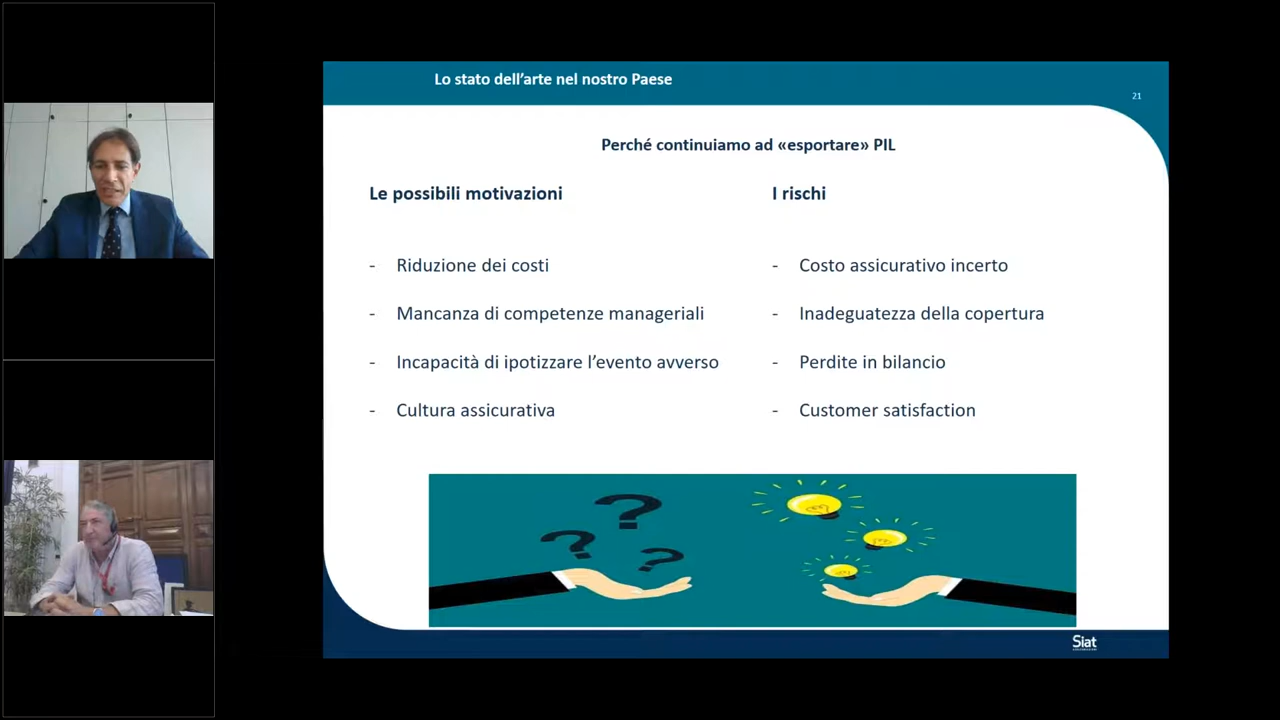 Lo stato dell’arte nel nostro Paese
21
Perché continuiamo ad «esportare» PIL
Le possibili motivazioni
- Riduzione dei costi
- Mancanza di competenze manageriali
- Incapacità di ipotizzare l’evento avverso
- Cultura assicurativa
I rischi
- Costo assicurativo incerto
- Inadeguatezza della copertura
- Perdite in bilancio
- Customer satisfaction
? ? ?
Siat